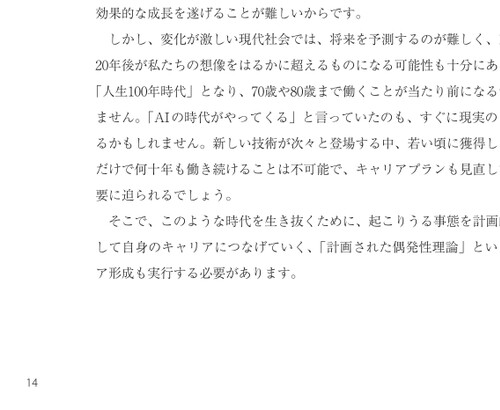 効果的な成長を遂げることが難しいからです。
しかし、変化が激しい現代社会では、将来を予測するのが難しく、
20年後が私たちの想像をはるかに超えるものになる可能性も十分にあ
「人生100年時代」となり、70歳や80歳まで働くことが当たり前になる
ません。「AIの時代がやってくる」と言っていたのも、すぐに現実の
るかもしれません。新しい技術が次々と登場する中、若い頃に獲得し
だけで何十年も働き続けることは不可能で、キャリアプランも見直し
要に迫られるでしょう。
そこで、このような時代を生き抜くために、起こりうる事態を計画
して自身のキャリアにつなげていく、「計画された偶発性理論」とい
ア形成も実行する必要があります。
14